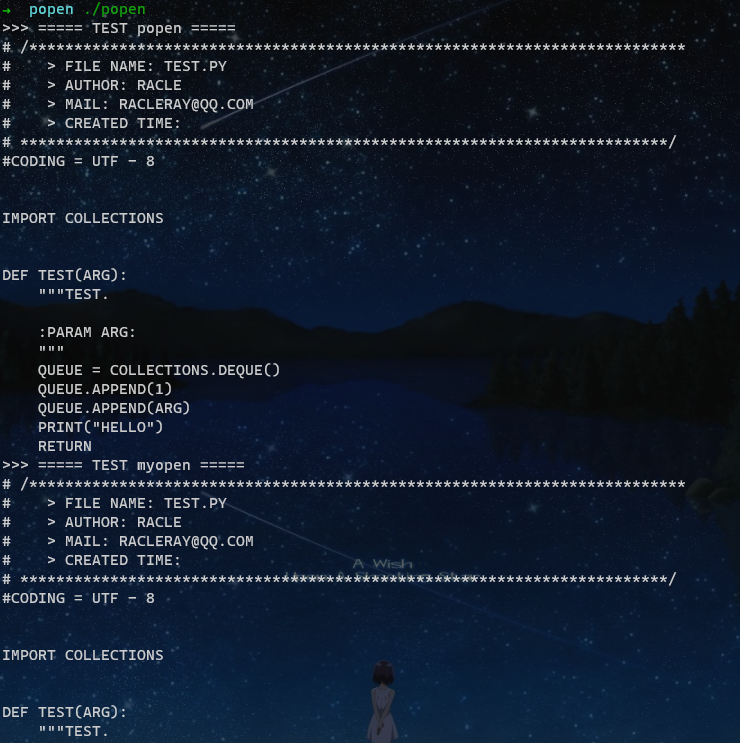 →  popen ./popen
>>> ===== TEST popen =====
# /*************************************************************************
#    > FILE NAME: TEST.PY
#    > AUTHOR: RACLE
#    > MAIL: RACLERAY@QQ.COM
#    > CREATED TIME:
# ************************************************************************/
#CODING = UTF - 8
IMPORT COLLECTIONS
DEF TEST(ARG):
    """TEST.
    :PARAM ARG:
    """
    QUEUE = COLLECTIONS.DEQUE()
    QUEUE.APPEND(1)
    QUEUE.APPEND(ARG)
    PRINT("HELLO")
    RETURN
>>> ===== TEST myopen =====
# /*************************************************************************
#    > FILE NAME: TEST.PY
#    > AUTHOR: RACLE
#    > MAIL: RACLERAY@QQ.COM
#    > CREATED TIME:
A Wish
# ************************************************************************/
#CODING = UTF - 8
IMPORT COLLECTIONS
DEF TEST(ARG):
    """TEST.